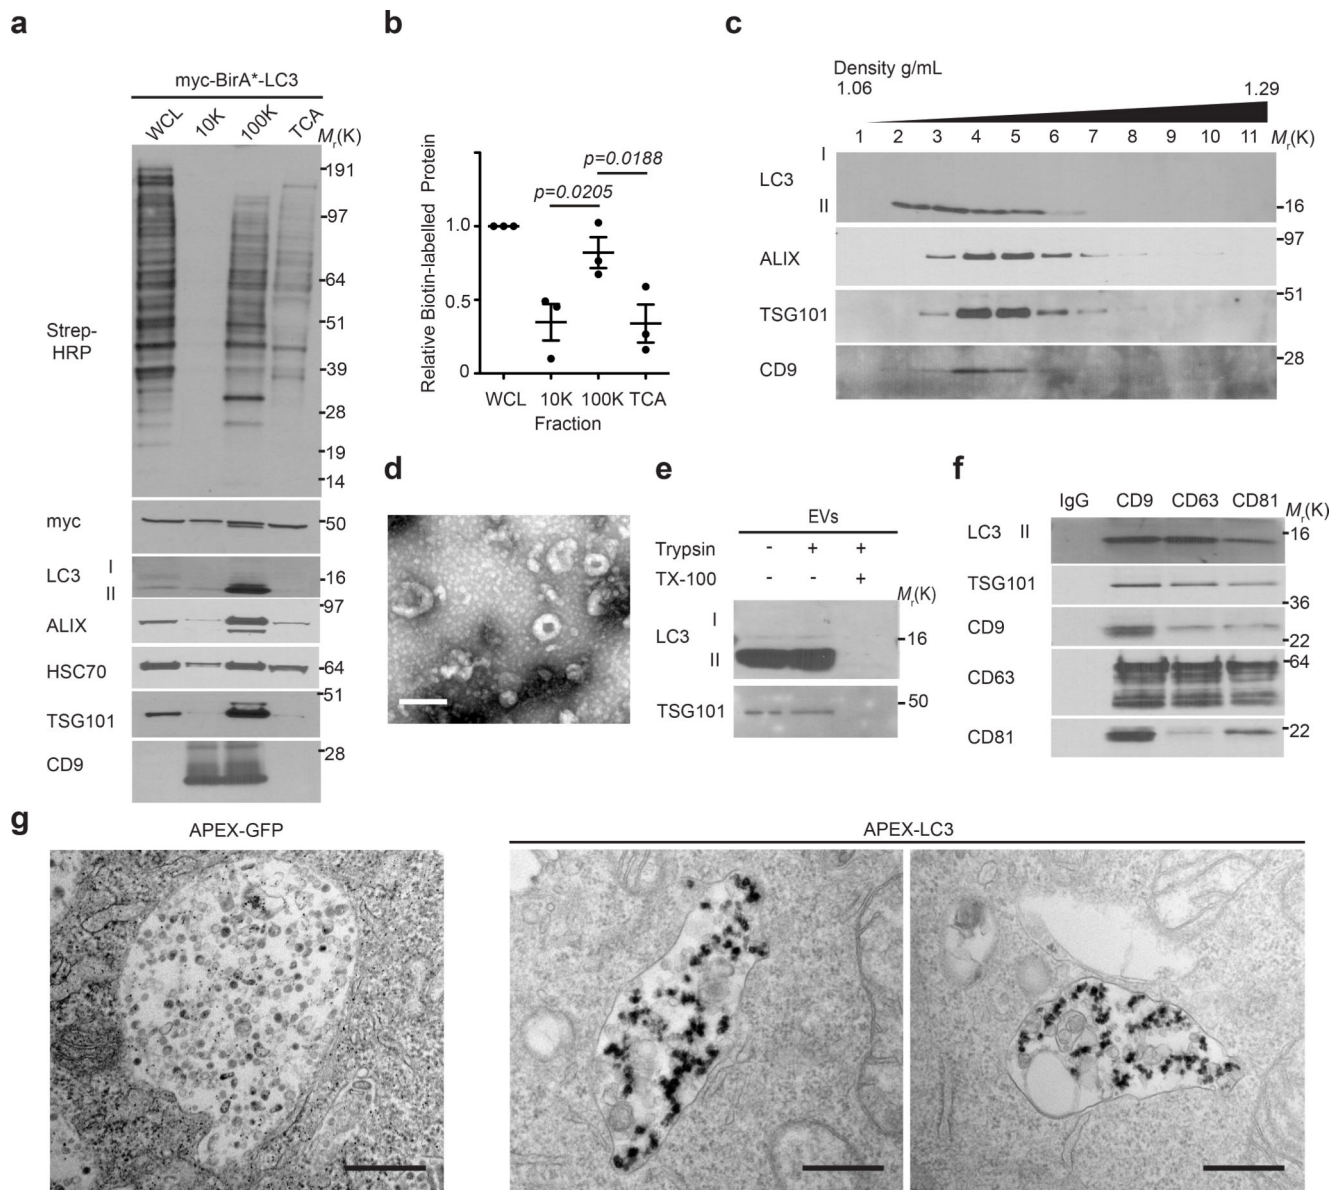 a
myc-BirA*-LC3
WCL 10K 100K TCA Mr(K)
191
97
64
51
39
28
19
14
Strep-
HRP
myc
50
LC3 I
II
16
ALIX
97
HSC70
64
TSG101
51
CD9
28
b
Relative Biotin-labelled Protein
1.0
0.5
0
p=0.0205
p=0.0188
WCL 10K 100K TCA
Fraction
c
Density g/mL
1.06 1.29
1 2 3 4 5 6 7 8 9 10 11 Mr(K)
LC3 I
II
16
ALIX
97
TSG101
51
CD9
28
d
e
EVs
Trypsin - + +
TX-100 - - +
Mr(K)
LC3 I
II
16
TSG101
50
f
IgG CD9 CD63 CD81 Mr(K)
LC3 II
16
TSG101
36
CD9
22
CD63
64
CD81
22
g
APEX-GFP
APEX-LC3